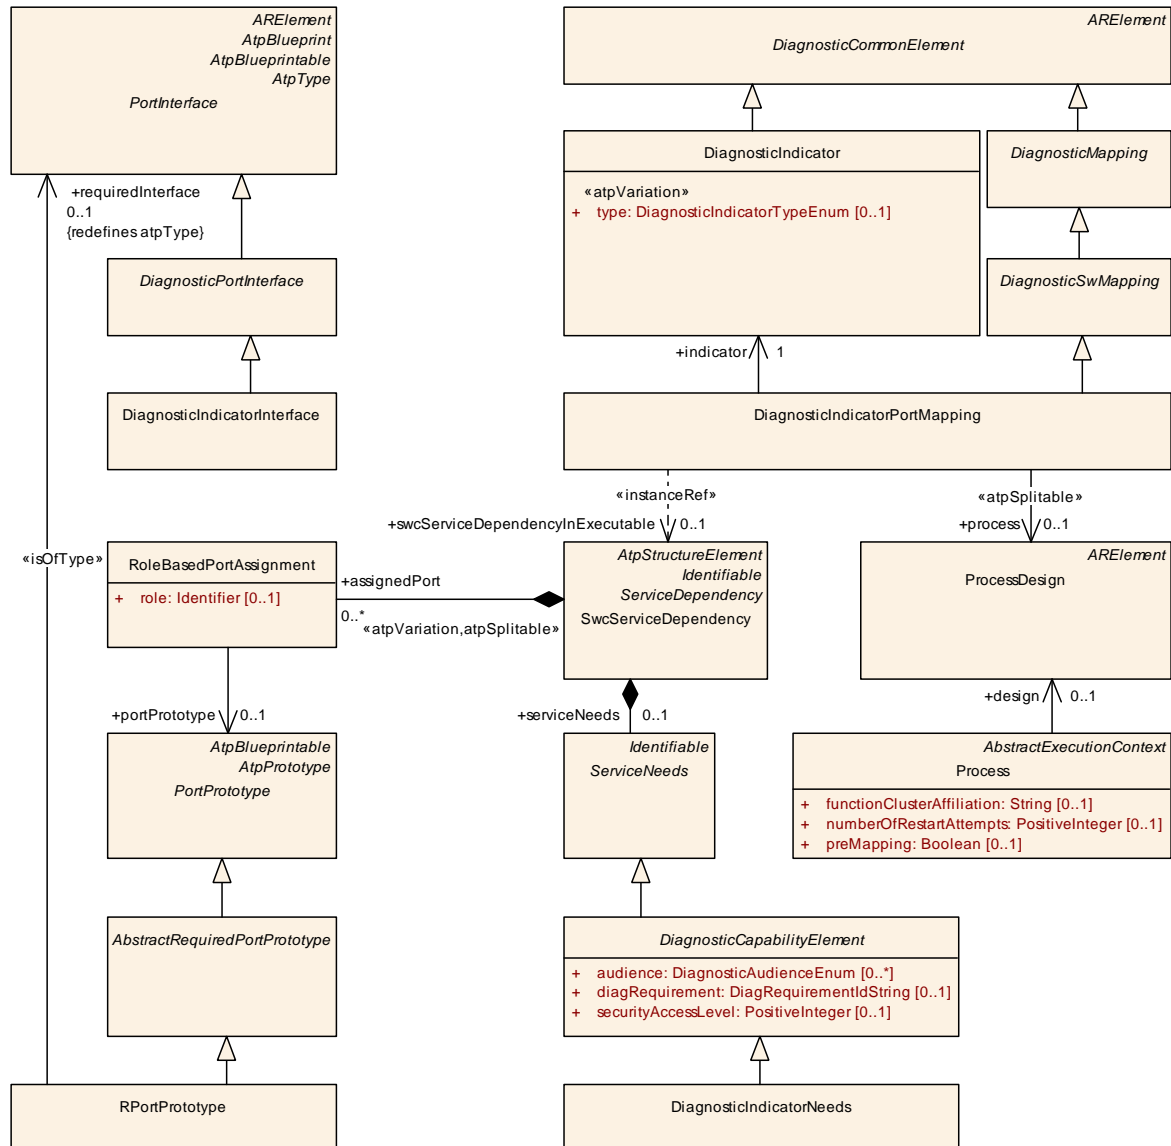 ARElement
AtpBlueprint
AtpBlueprintable
AtpType
PortInterface
ARElement
DiagnosticCommonElement
DiagnosticIndicator
«atpVariation»
+ type: DiagnosticIndicatorTypeEnum [0..1]
DiagnosticMapping
+requiredInterface
0..1
{redefines atpType}
DiagnosticPortInterface
DiagnosticSwMapping
+indicator 1
DiagnosticIndicatorInterface
DiagnosticIndicatorPortMapping
«instanceRef»
«atpSplitable»
+swcServiceDependencyInExecutable 0..1
+process 0..1
«isOfType»
RoleBasedPortAssignment
+ role: Identifier [0..1]
+assignedPort
0..*
«atpVariation,atpSplitable»
AtpStructureElement
Identifiable
ServiceDependency
SwcServiceDependency
ARElement
ProcessDesign
+portPrototype 0..1
+serviceNeeds 0..1
+design 0..1
AtpBlueprintable
AtpPrototype
PortPrototype
Identifiable
ServiceNeeds
AbstractExecutionContext
Process
+ functionClusterAffiliation: String [0..1]
+ numberOfRestartAttempts: PositiveInteger [0..1]
+ preMapping: Boolean [0..1]
AbstractRequiredPortPrototype
DiagnosticCapabilityElement
+ audience: DiagnosticAudienceEnum [0..*]
+ diagRequirement: DiagRequirementIdString [0..1]
+ securityAccessLevel: PositiveInteger [0..1]
RPortPrototype
DiagnosticIndicatorNeeds